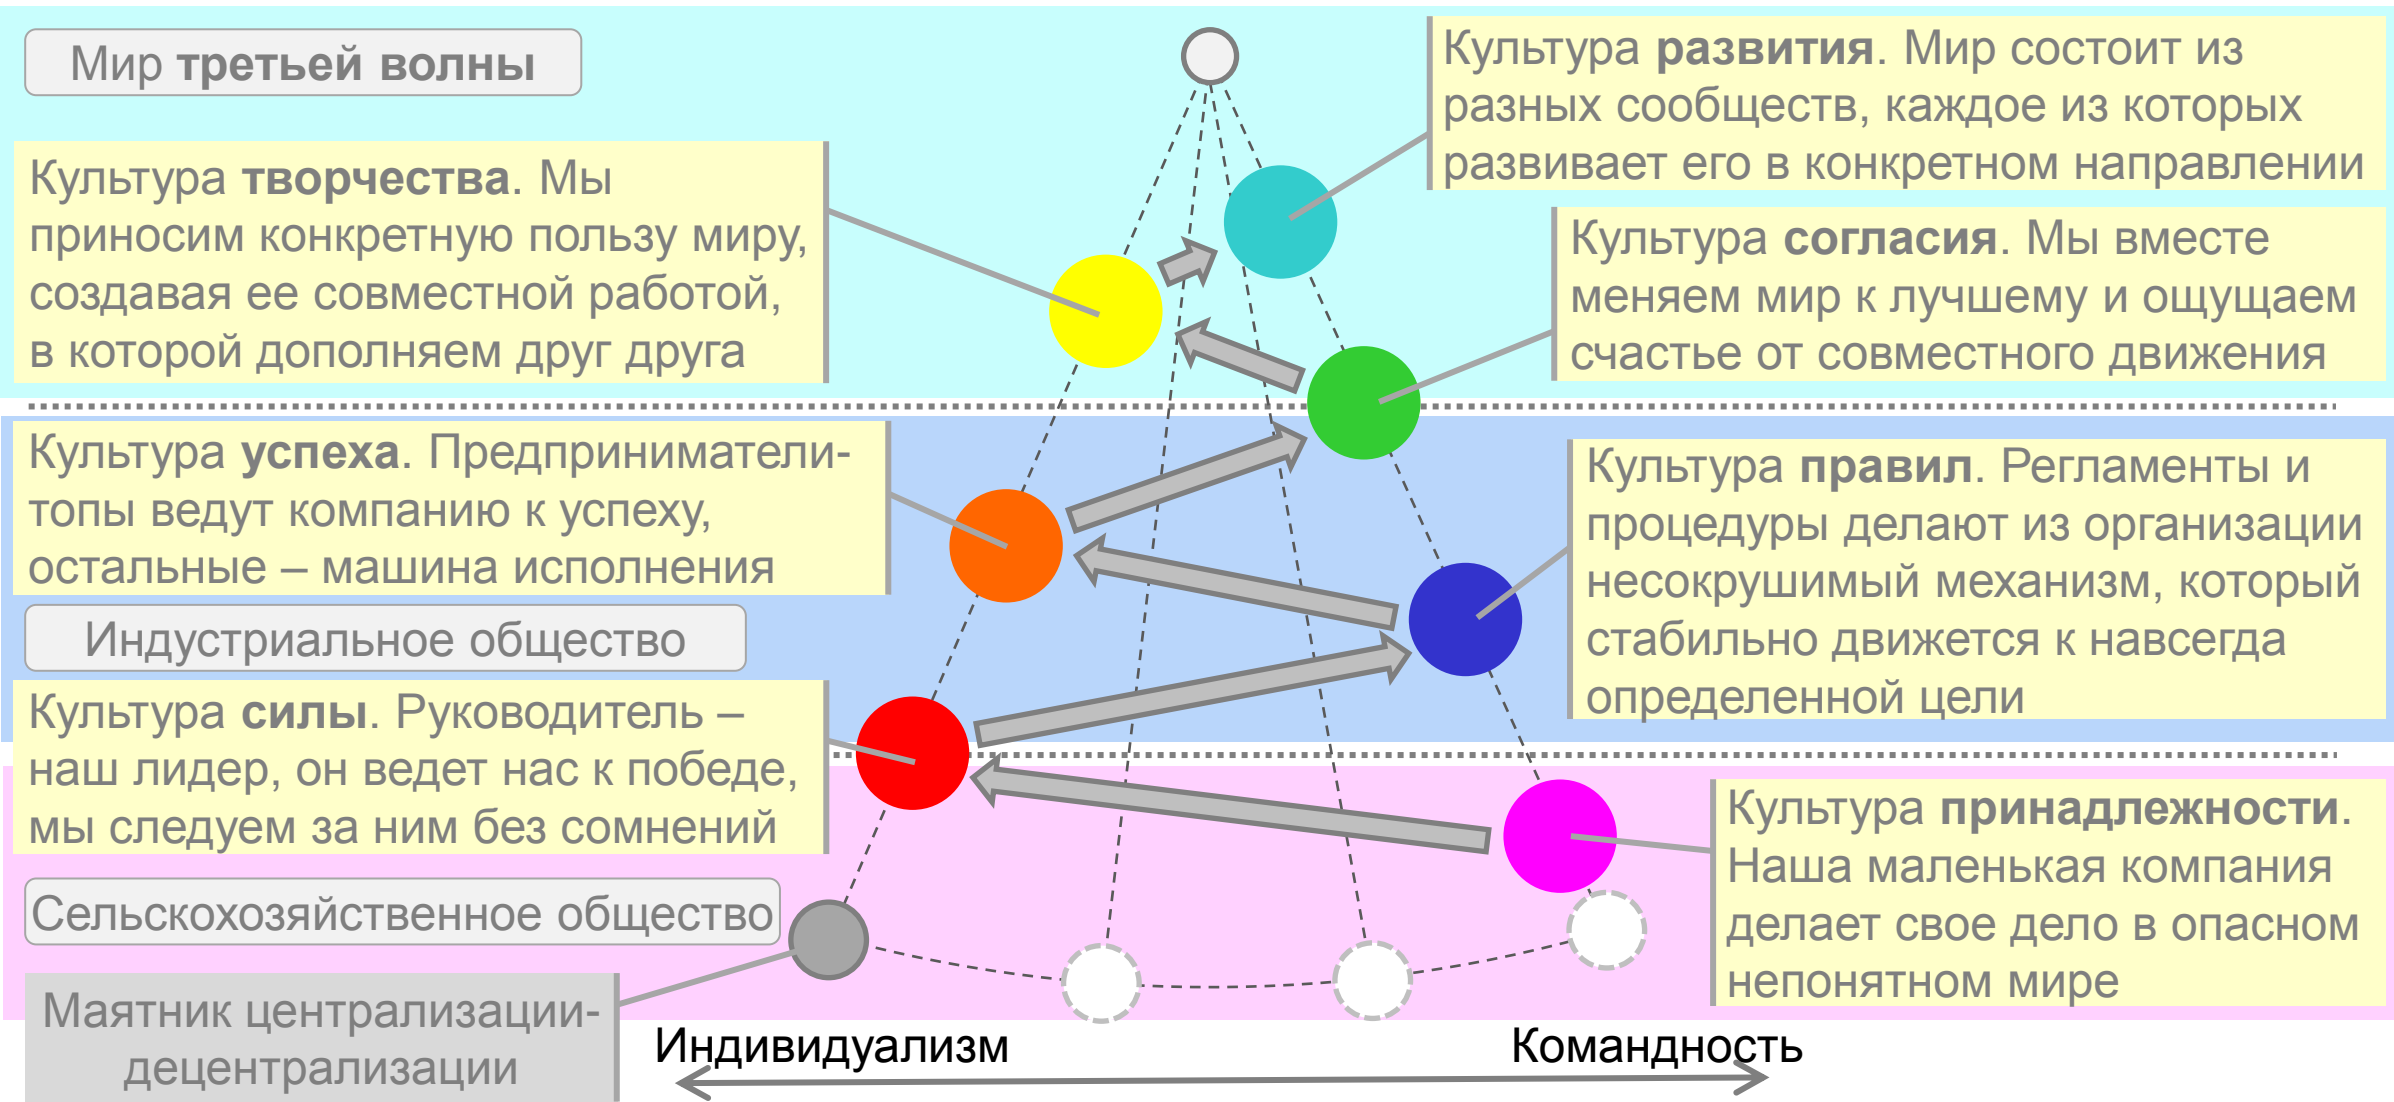 Мир третьей волны
Культура развития. Мир состоит из
разных сообществ, каждое из которых
развивает его в конкретном направлении
Культура творчества. Мы
приносим конкретную пользу миру,
создавая ее совместной работой,
в которой дополняем друг друга
Культура согласия. Мы вместе
меняем мир к лучшему и ощущаем
счастье от совместного движения
Культура успеха. Предприниматели-
топы ведут компанию к успеху,
остальные – машина исполнения
Культура правил. Регламенты и
процедуры делают из организации
несокрушимый механизм, который
стабильно движется к навсегда
определенной цели
Индустриальное общество
Культура силы. Руководитель –
наш лидер, он ведет нас к победе,
мы следуем за ним без сомнений
Культура принадлежности.
Наша маленькая компания
делает свое дело в опасном
непонятном мире
Сельскохозяйственное общество
Маятник централизации-
децентрализации
Индивидуализм
Командность